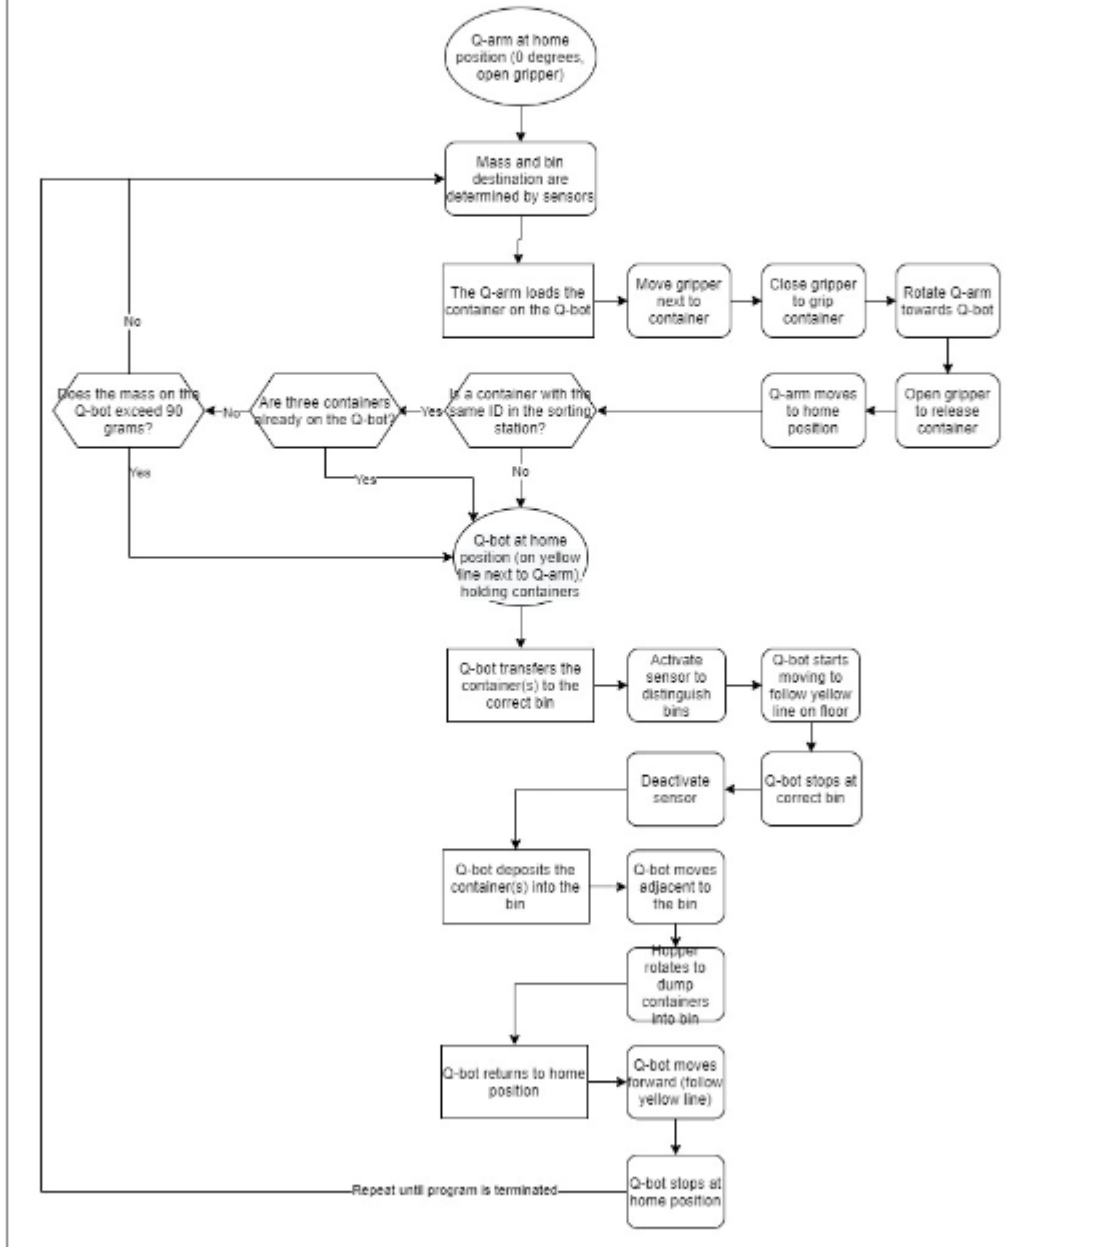 Q-arm at home
position (0 degrees,
open gripper)
Mass and bin
destination are
determined by sensors
The Q-arm loads the
container on the Q-bot
Move gripper
next to
container
Close gripper
to grip
container
Rotate Q-arm
towards Q-bot
No
Does the mass on the
Q-bot exceed 90
grams?
No
Are three containers
already on the Q-bot?
Yes
Is a container with the
same ID in the sorting
station?
Q-arm moves
to home
position
Open gripper
to release
container
Yes
Yes
No
Q-bot at home
position (on yellow
line next to Q-arm),
holding containers
Q-bot transfers the
container(s) to the
correct bin
Activate
sensor to
distinguish
bins
Q-bot starts
moving to
follow yellow
line on floor
Deactivate
sensor
Q-bot stops at
correct bin
Q-bot deposits the
container(s) into the
bin
Q-bot moves
adjacent to
the bin
Hopper
rotates to
dump
containers
into bin
Q-bot returns to home
position
Q-bot moves
forward (follow
yellow line)
Repeat until program is terminated
Q-bot stops at
home position